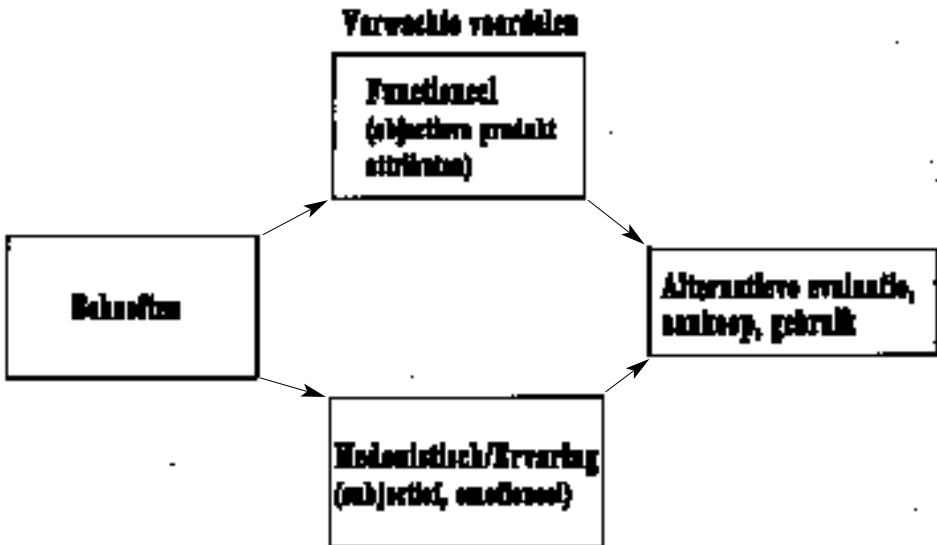 Verwachte voordelen
Functioneel
(objectieve produkt
attributen)
Behoeften
Alternatieve evaluatie,
aankoop, gebruik
Hedonistisch/Ervaring
(subjectief, emotioneel)